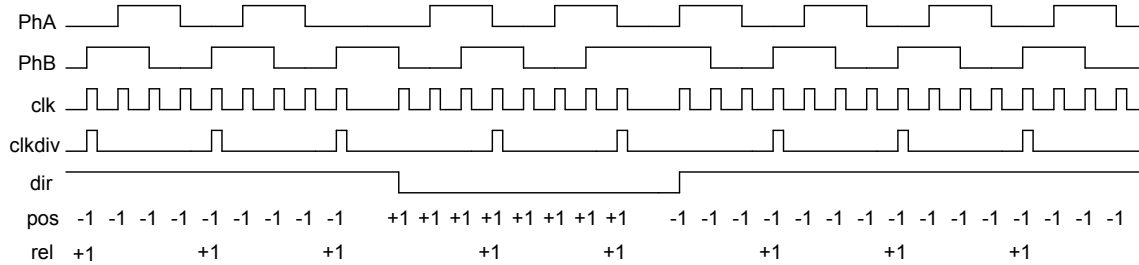 PhA
PhB
clk
clkdiv
dir
pos -1 -1 -1 -1 -1 -1 -1 -1 -1 +1 +1 +1 +1 +1 +1 +1 +1 -1 -1 -1 -1 -1 -1 -1 -1 -1 -1 -1 -1 -1 -1 -1
rel +1 +1 +1 +1 +1 +1 +1 +1